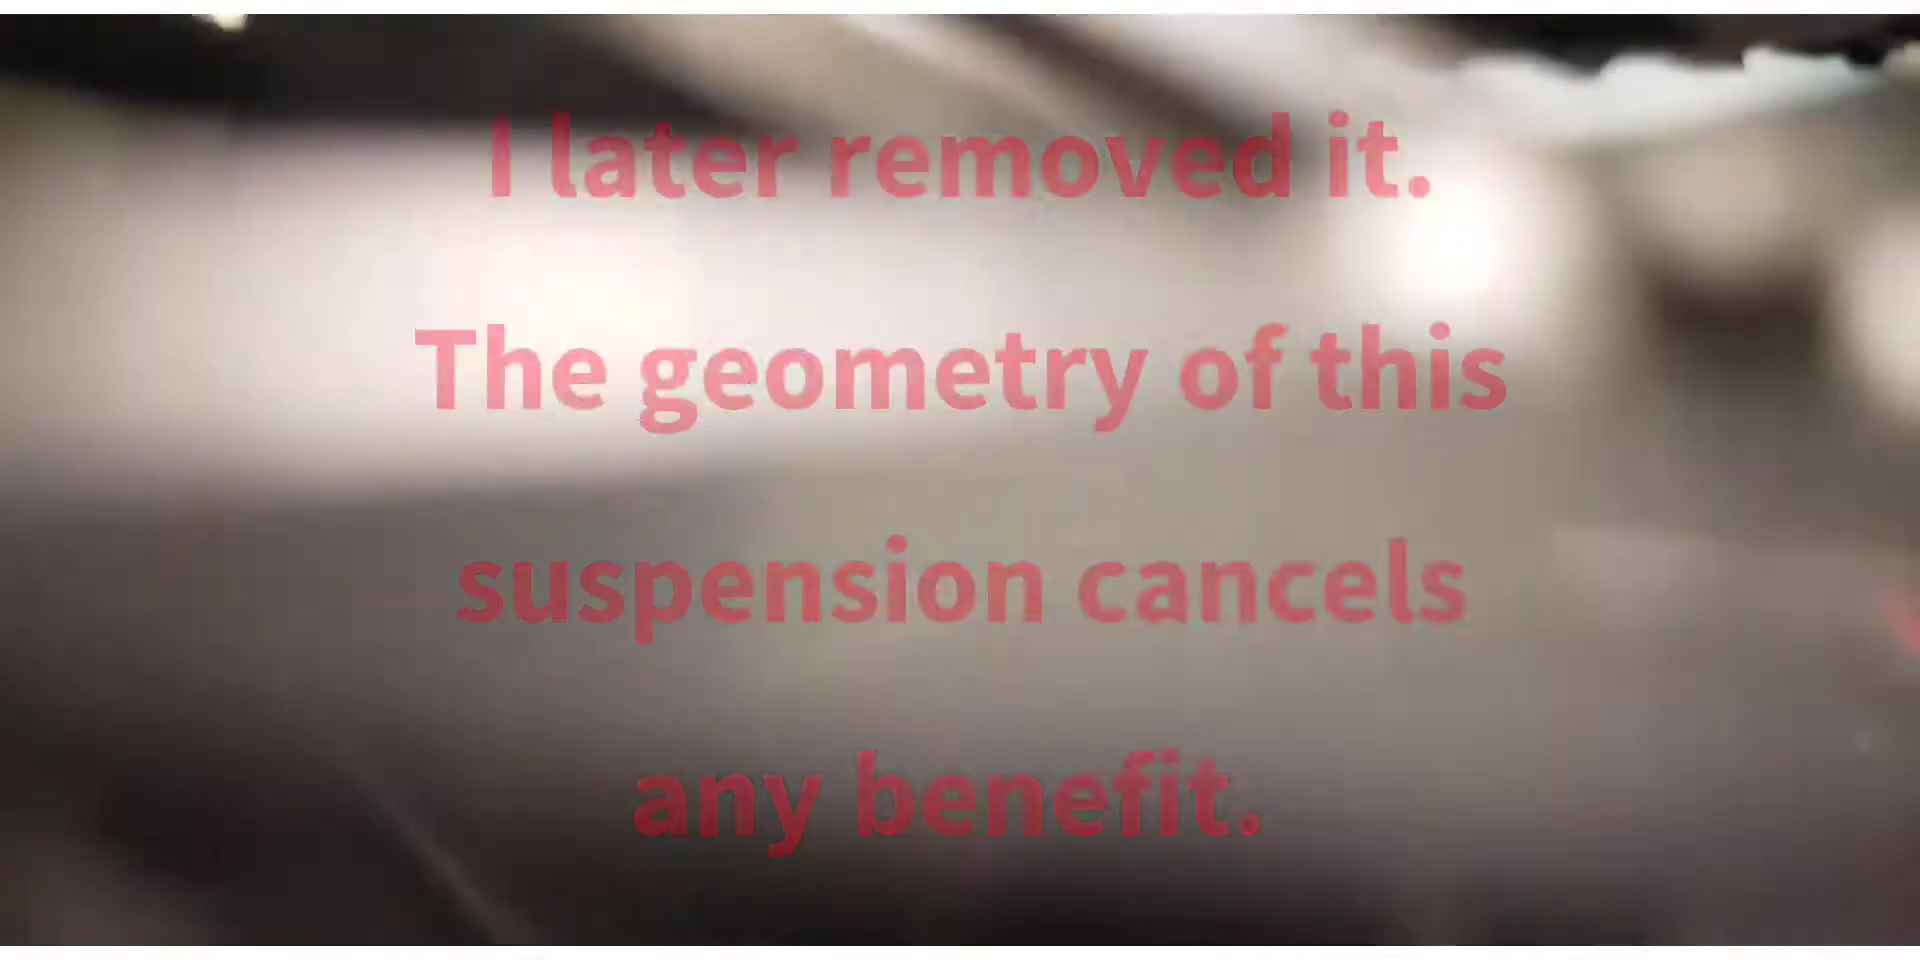 I later removed it.
The geometry of this
suspension cancels
any benefit.